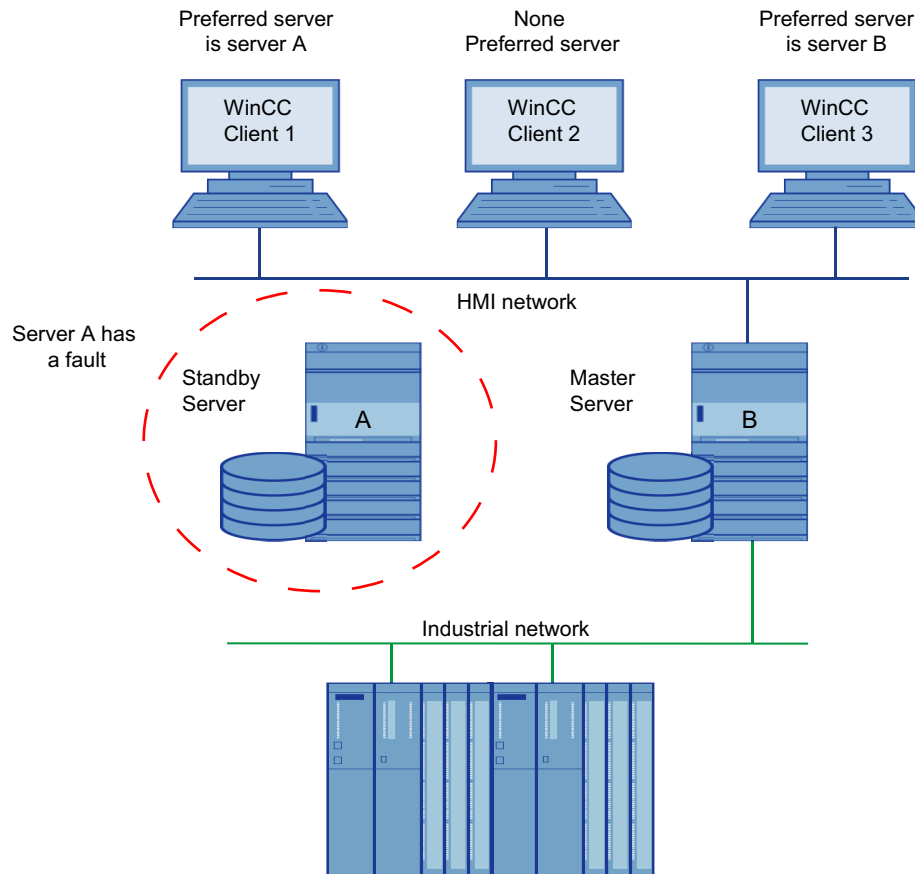 Preferred server
is server A
None
Preferred server
Preferred server
is server B
WinCC
Client 1
WinCC
Client 2
WinCC
Client 3
HMI network
Server A has
a fault
Standby
Server
A
Master
Server
B
Industrial network